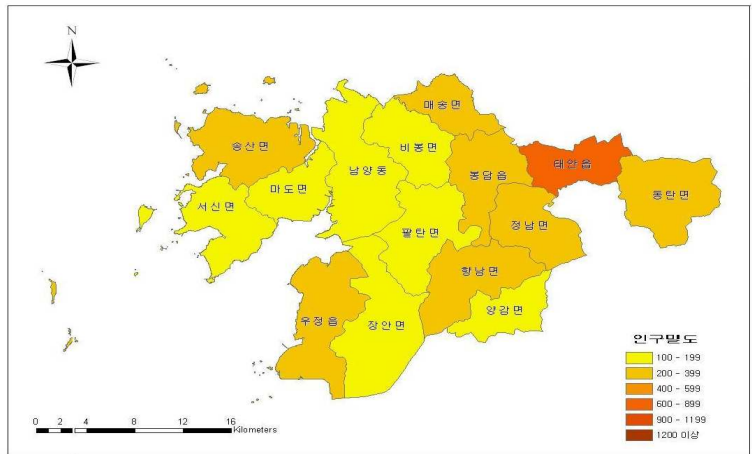 N
매송면
송산면
비봉면
태안읍
남양동
봉담읍
동탄면
마도면
서신면
정남면
팔탄면
향남면
양감면
우정읍
장안면
인구밀도
100 - 199
200 - 399
400 - 599
600 - 899
900 - 1199
1200 이상
0 2 4 8 12 16
Kilometers